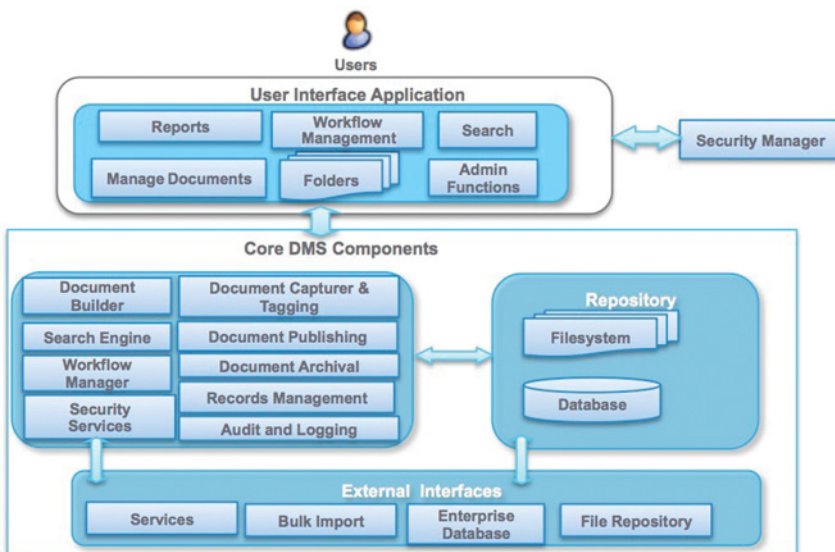 Users
User Interface Application
Reports
Workflow
Management
Search
Manage Documents
Folders
Admin
Functions
Security Manager
Core DMS Components
Document
Builder
Document Capturer &
Tagging
Search Engine
Document Publishing
Workflow
Manager
Document Archival
Security
Services
Records Management
Audit and Logging
Repository
Filesystem
Database
External Interfaces
Services
Bulk Import
Enterprise
Database
File Repository